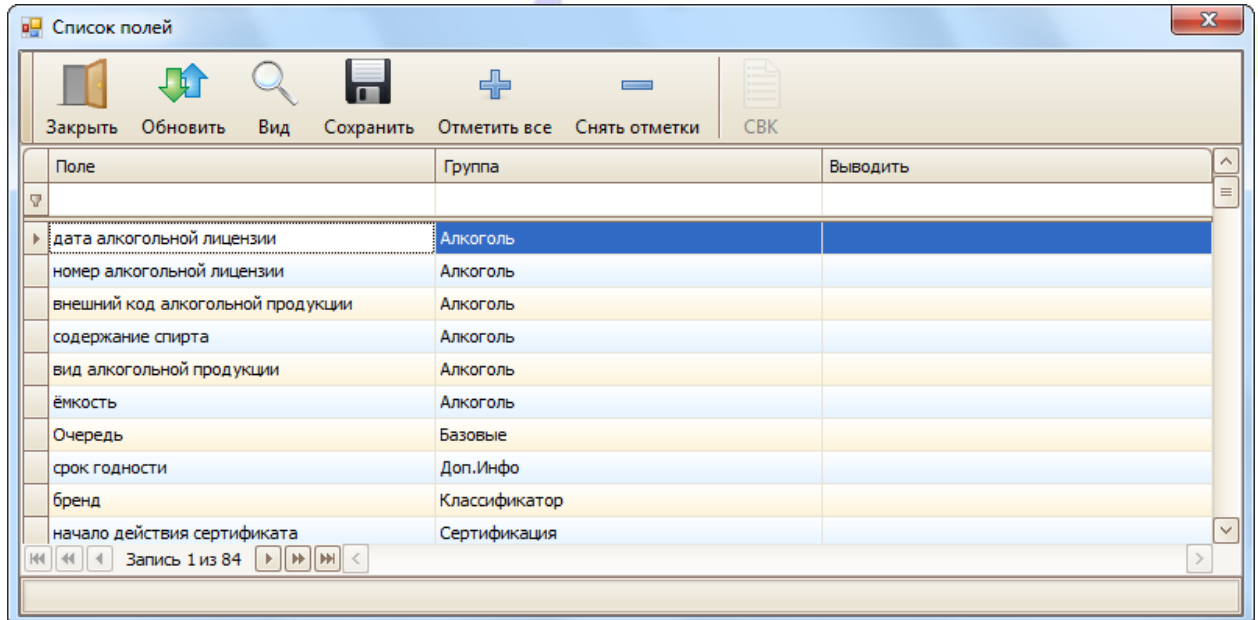 Список полей
Закрыть Обновить Вид Сохранить Отметить все Снять отметки СВК
Поле Группа Выводить
дата алкогольной лицензии Алкоголь
номер алкогольной лицензии Алкоголь
внешний код алкогольной продукции Алкоголь
содержание спирта Алкоголь
вид алкогольной продукции Алкоголь
ёмкость Алкоголь
Очередь Базовые
срок годности Доп.Инфо
бренд Классификатор
начало действия сертификата Сертификация
Запись 1 из 84